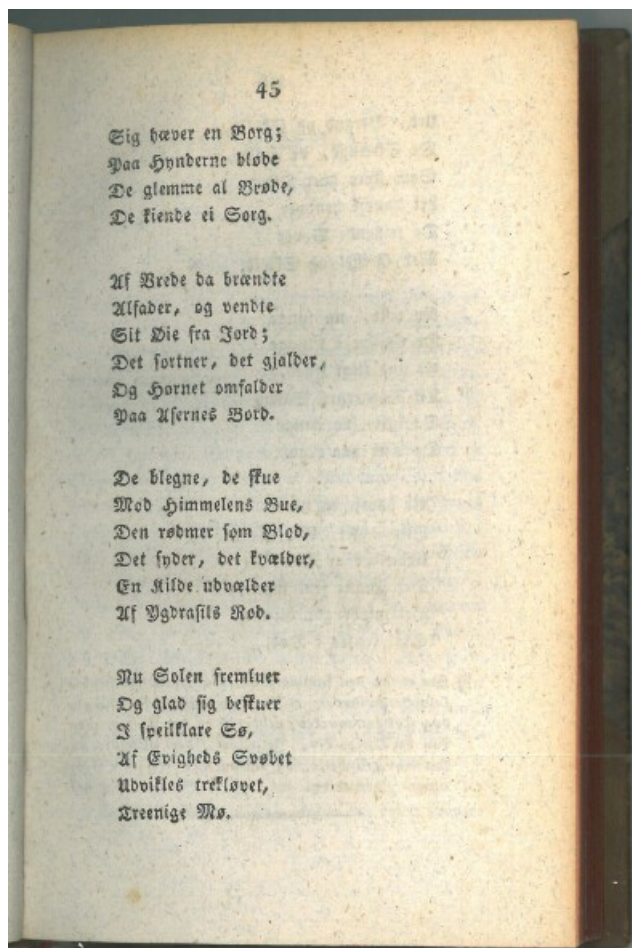 45
Sig hæver en Borg;
Paa Hynderne bløde
De glemme al Brøde,
De kiende ei Sorg.
Af Vrede da brændte
Alfader, og vendte
Sit Øie fra Jord;
Det sortner, det gjalder,
Og Hornet omfalder
Paa Asernes Bord.
De blegne, de skue
Mod Himmelens Bue,
Den rødmer som Blod,
Det syder, det kvælder,
En Kilde udvælder
Af Ygdrasils Rod.
Nu Solen fremluer
Og glad sig beskuer
I speilklare Sø,
Af Evigheds Svøbet
Udvikles trekløvet,
Treenige Mø.